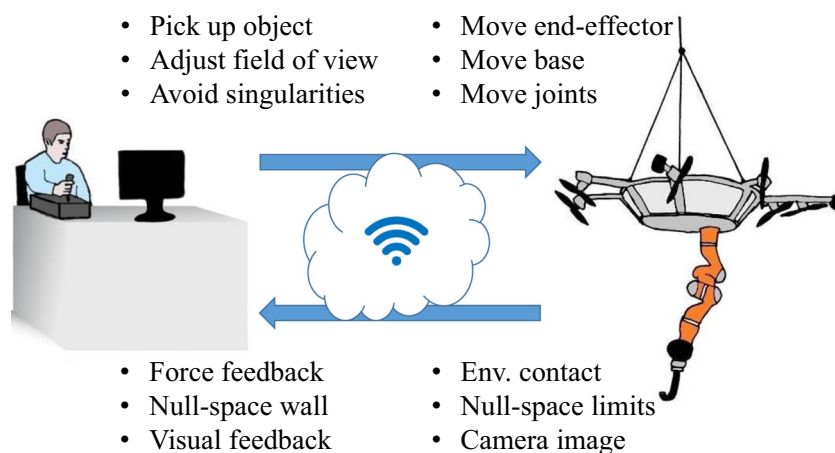 • Pick up object
• Adjust field of view
• Avoid singularities
• Move end-effector
• Move base
• Move joints
• Force feedback
• Null-space wall
• Visual feedback
• Env. contact
• Null-space limits
• Camera image